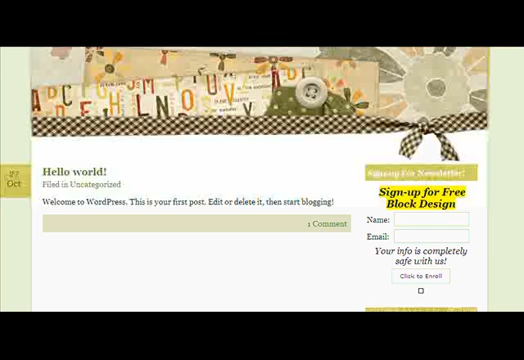 Oct
Hello world!
Filed in Uncategorized
Welcome to WordPress. This is your first post. Edit or delete it, then start blogging!
1 Comment
Sign-up For Newsletter!
Sign-up for Free
Block Design
Name:
Email:
Your info is completely
safe with us!
Click to Enroll